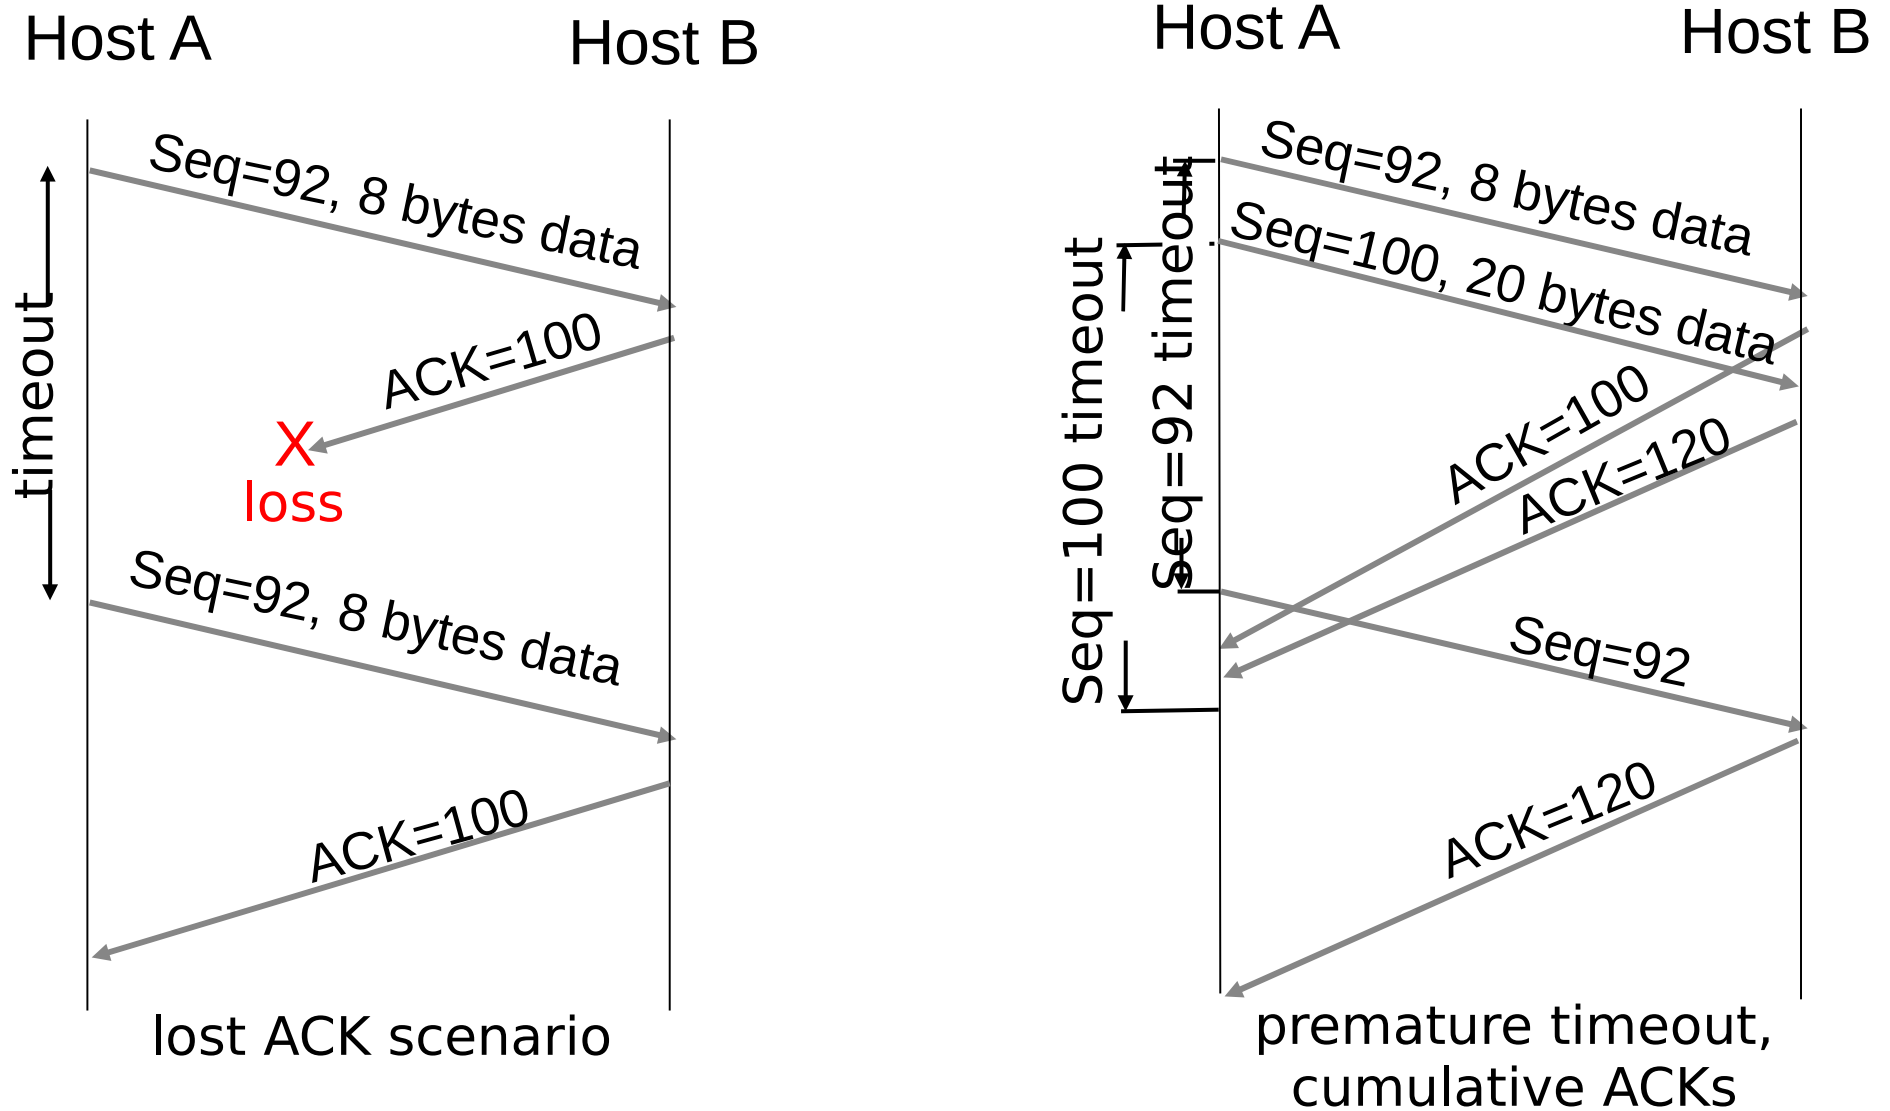 Host A
Host B
Seq=92, 8 bytes data
timeout
ACK=100
X
loss
Seq=92, 8 bytes data
ACK=100
lost ACK scenario
Host A
Host B
Seq=92, 8 bytes data
Seq=100, 20 bytes data
Seq=100 timeout
Seq=92 timeout
ACK=100
ACK=120
Seq=92
ACK=120
premature timeout,
cumulative ACKs